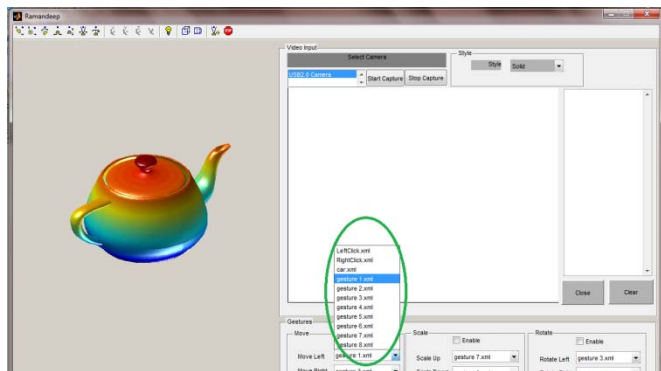 Ramandeep
Video Input
Select Camera
USB2.0 Camera
Start Capture
Stop Capture
Style
Style
Solid
LeftClick.xml
RightClick.xml
car.xml
gesture 1.xml
gesture 2.xml
gesture 3.xml
gesture 4.xml
gesture 5.xml
gesture 6.xml
gesture 7.xml
gesture 8.xml
Close
Clear
Gestures
Move
Move Left
gesture 1.xml
Move Right
Scale
Enable
Scale Up
gesture 7.xml
Rotate
Enable
Rotate Left
gesture 3.xml